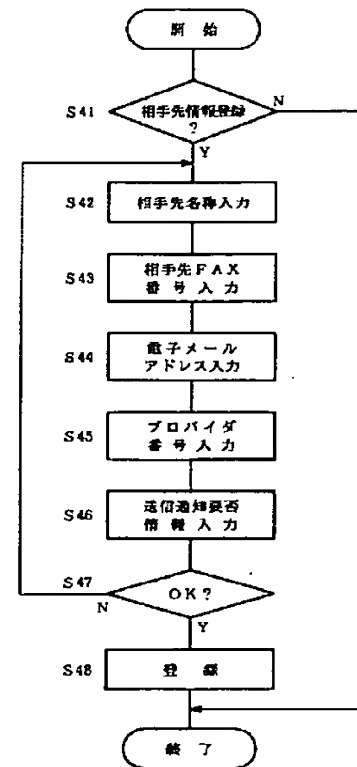 開 始
S41
相手先情報登録
?
N
Y
S42
相手先名称入力
S43
相手先FAX
番 号 入 力
S44
電子メール
アドレス入力
S45
プロバイダ
番 号 入 力
S46
送信通知要否
情 報 入 力
S47
OK?
N
Y
S48
登 録
終 了